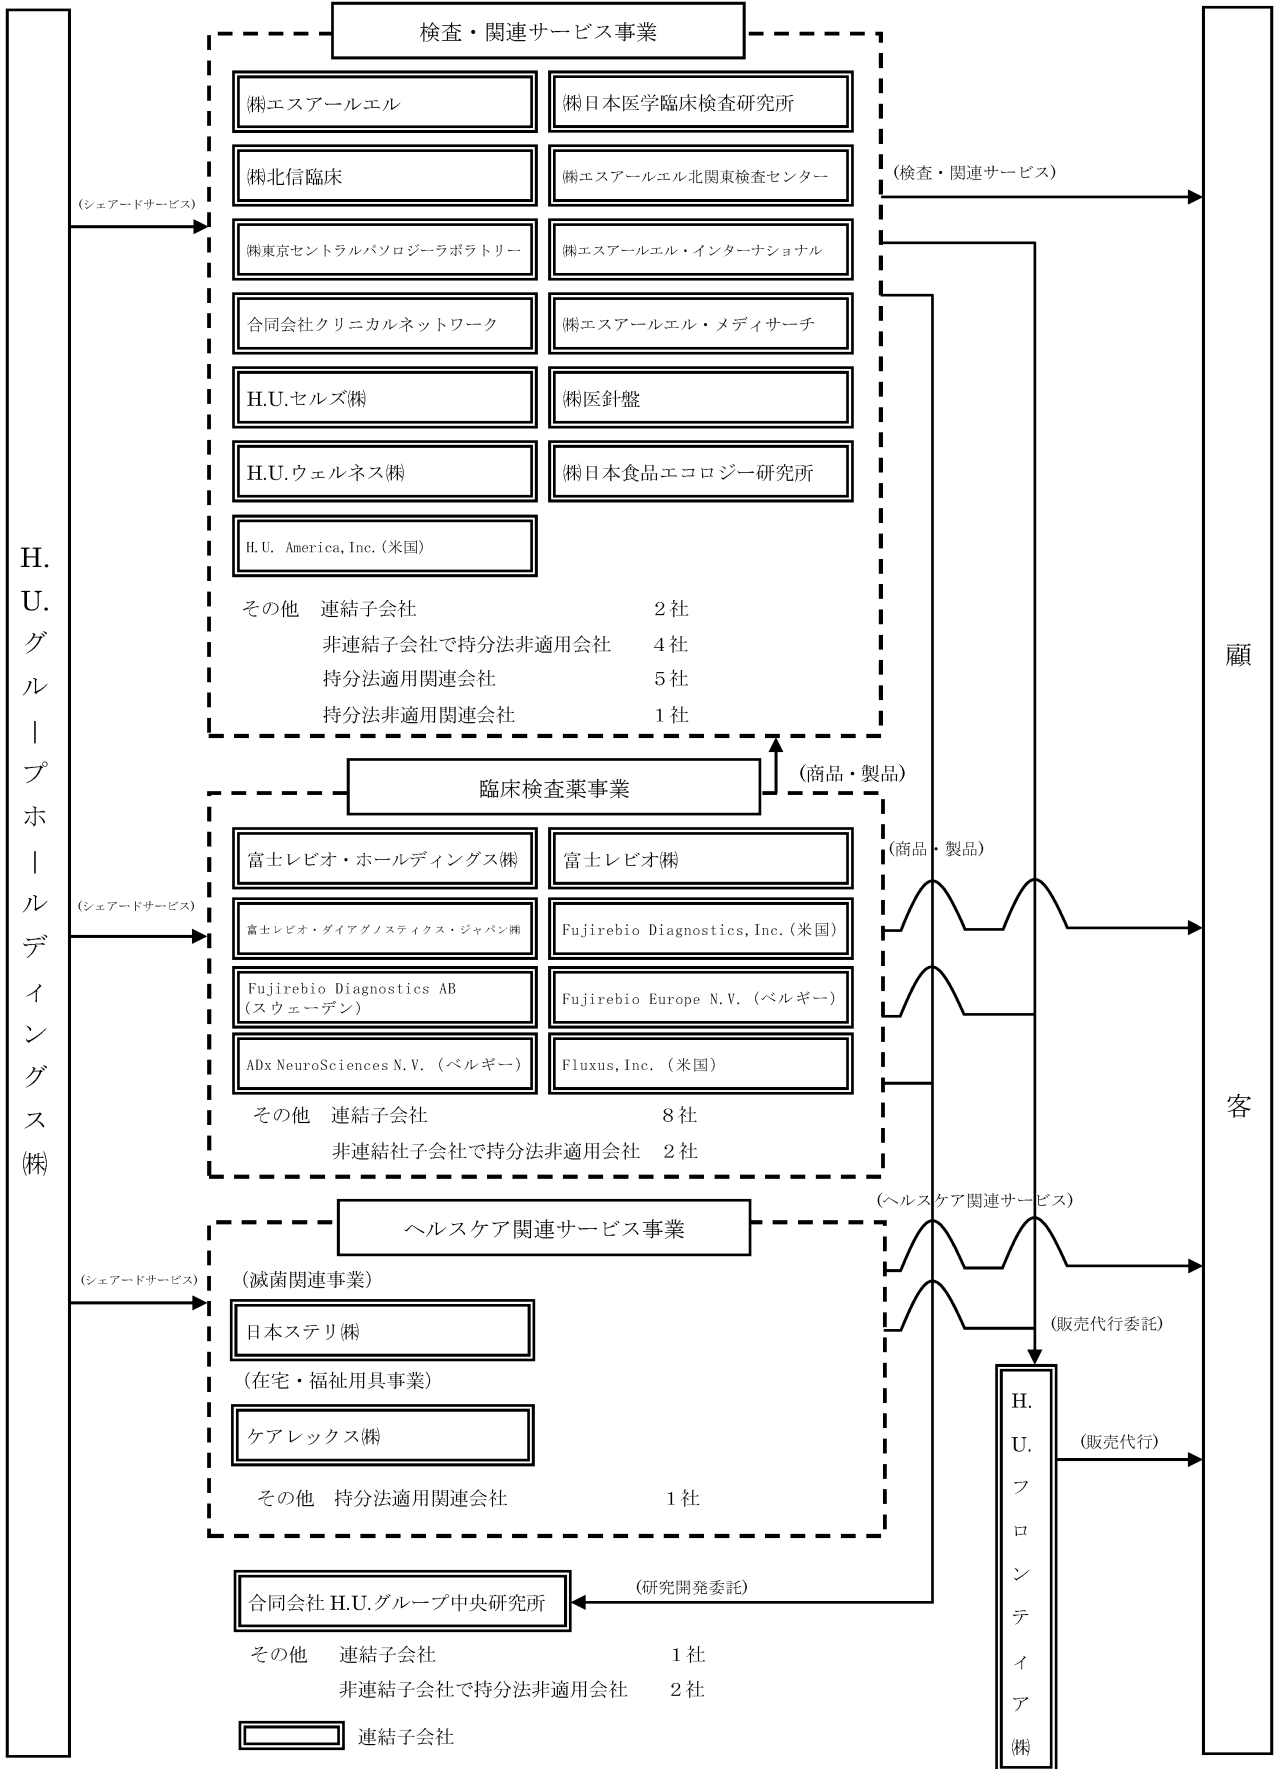 H.U.グループホールディングス㈱
検査・関連サービス事業
㈱エスアールエル
㈱日本医学臨床検査研究所
㈱北信臨床
㈱エスアールエル北関東検査センター
㈱東京セントラルパソロジーラボラトリー
㈱エスアールエル・インターナショナル
合同会社クリニカルネットワーク
㈱エスアールエル・メディサーチ
H.U.セルズ㈱
㈱医針盤
H.U.ウェルネス㈱
㈱日本食品エコロジー研究所
H.U. America,Inc.(米国)
その他 連結子会社 2社
非連結子会社で持分法非適用会社 4社
持分法適用関連会社 5社
持分法非適用関連会社 1社
(シェアードサービス)
(検査・関連サービス)
(商品・製品)
臨床検査薬事業
富士レビオ・ホールディングス㈱
富士レビオ㈱
富士レビオ・ダイアグノスティクス・ジャパン㈱
Fujirebio Diagnostics,Inc.(米国)
Fujirebio Diagnostics AB
(スウェーデン)
Fujirebio Europe N.V. (ベルギー)
ADx NeuroSciences N.V. (ベルギー)
Fluxus,Inc. (米国)
その他 連結子会社 8社
非連結社子会社で持分法非適用会社 2社
(シェアードサービス)
(商品・製品)
ヘルスケア関連サービス事業
(滅菌関連事業)
日本ステリ㈱
(在宅・福祉用具事業)
ケアレックス㈱
その他 持分法適用関連会社 1社
(シェアードサービス)
(ヘルスケア関連サービス)
(販売代行委託)
H.U.フロンティア㈱
(販売代行)
合同会社 H.U.グループ中央研究所
(研究開発委託)
その他 連結子会社 1社
非連結子会社で持分法非適用会社 2社
連結子会社
顧客